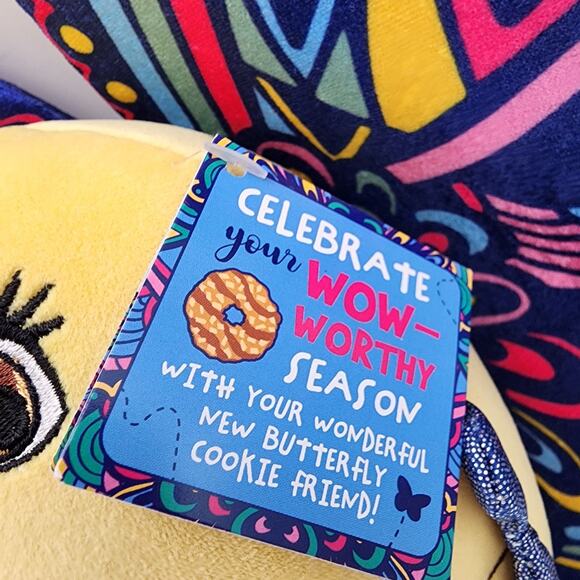 CELEBRATE
your WOW-
WORTHY
SEASON
WITH YOUR WONDERFUL
NEW BUTTERFLY
COOKIE FRIEND!